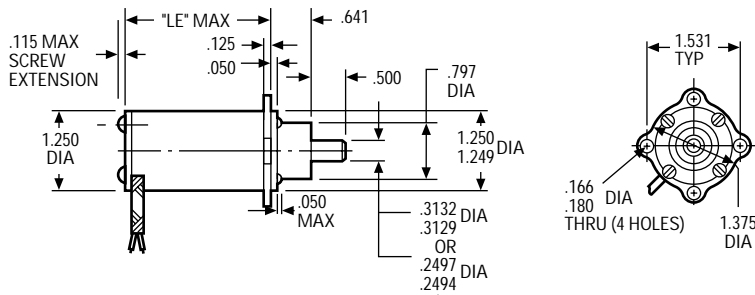 "LE" MAX
.641
.115 MAX
SCREW
EXTENSION
.125
.050
.500
.797
DIA
1.250
DIA
1.250
1.249
DIA
.050
MAX
.3132
.3129
DIA
OR
.2497
.2494
DIA
1.531
TYP
.166
.180
DIA
THRU (4 HOLES)
1.375
DIA